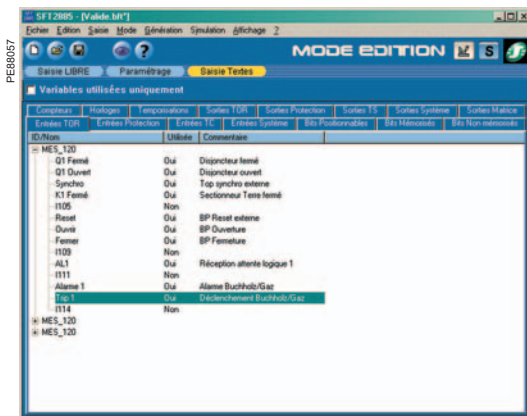 PE88057
SFT2885 - [Valide.bft*]
Fichier Edition Saisie Mode Génération Simulation Affichage ?
MODE EDITION S
Saisie LIBRE Paramétrage Saisie Textes
Variables utilisées uniquement
Compteurs Horloges Temporisations Sorties TOR Sorties Protection Sorties TS Sorties Système Sorties Matrice
Entrées TOR Entrées Protection Entrées TC Entrées Système Bits Positionnables Bits Mémorisés Bits Non mémorisés
ID/Nom Utilisée Commentaire
MES_120
Q1 Fermé Oui Disjoncteur fermé
Q1 Ouvert Oui Disjoncteur ouvert
Synchro Oui Top synchro externe
K1 Fermé Oui Sectionneur Terre fermé
I105 Non
Reset Oui BP Reset externe
Ouvrir Oui BP Ouverture
Fermer Oui BP Fermeture
I109 Non
AL1 Oui Réception attente logique 1
I111 Non
Alarme 1 Oui Alarme Buchholz/Gaz
Trip 1 Oui Déclenchement Buchholz/Gaz
I114 Non
MES_120
MES_120